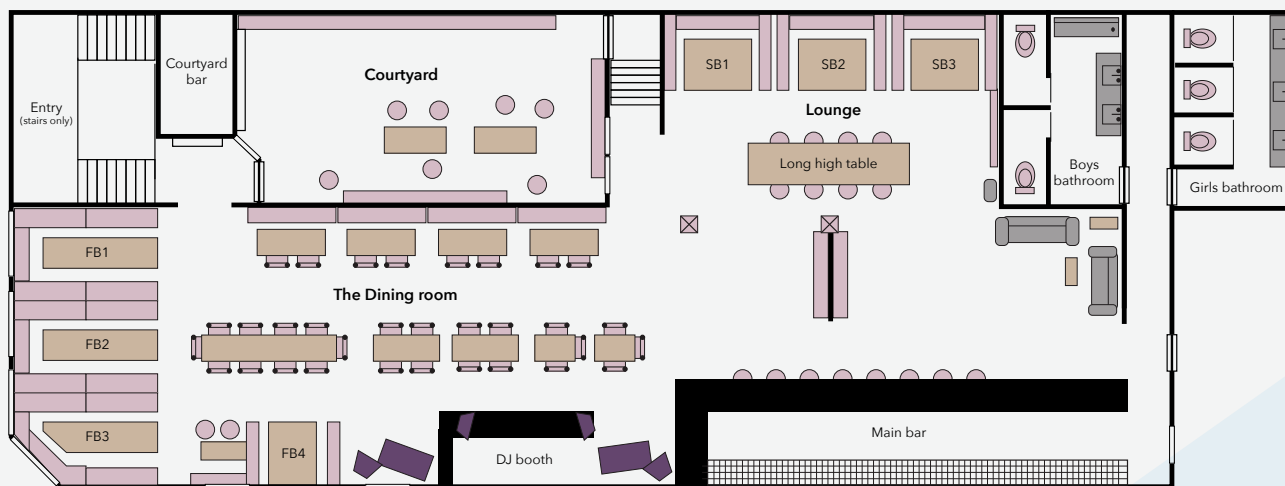 Courtyard
bar
Courtyard
Entry
(stairs only)
SB1
SB2
SB3
Lounge
Long high table
Boys
bathroom
Girls bathroom
FB1
The Dining room
FB2
FB3
FB4
DJ booth
Main bar